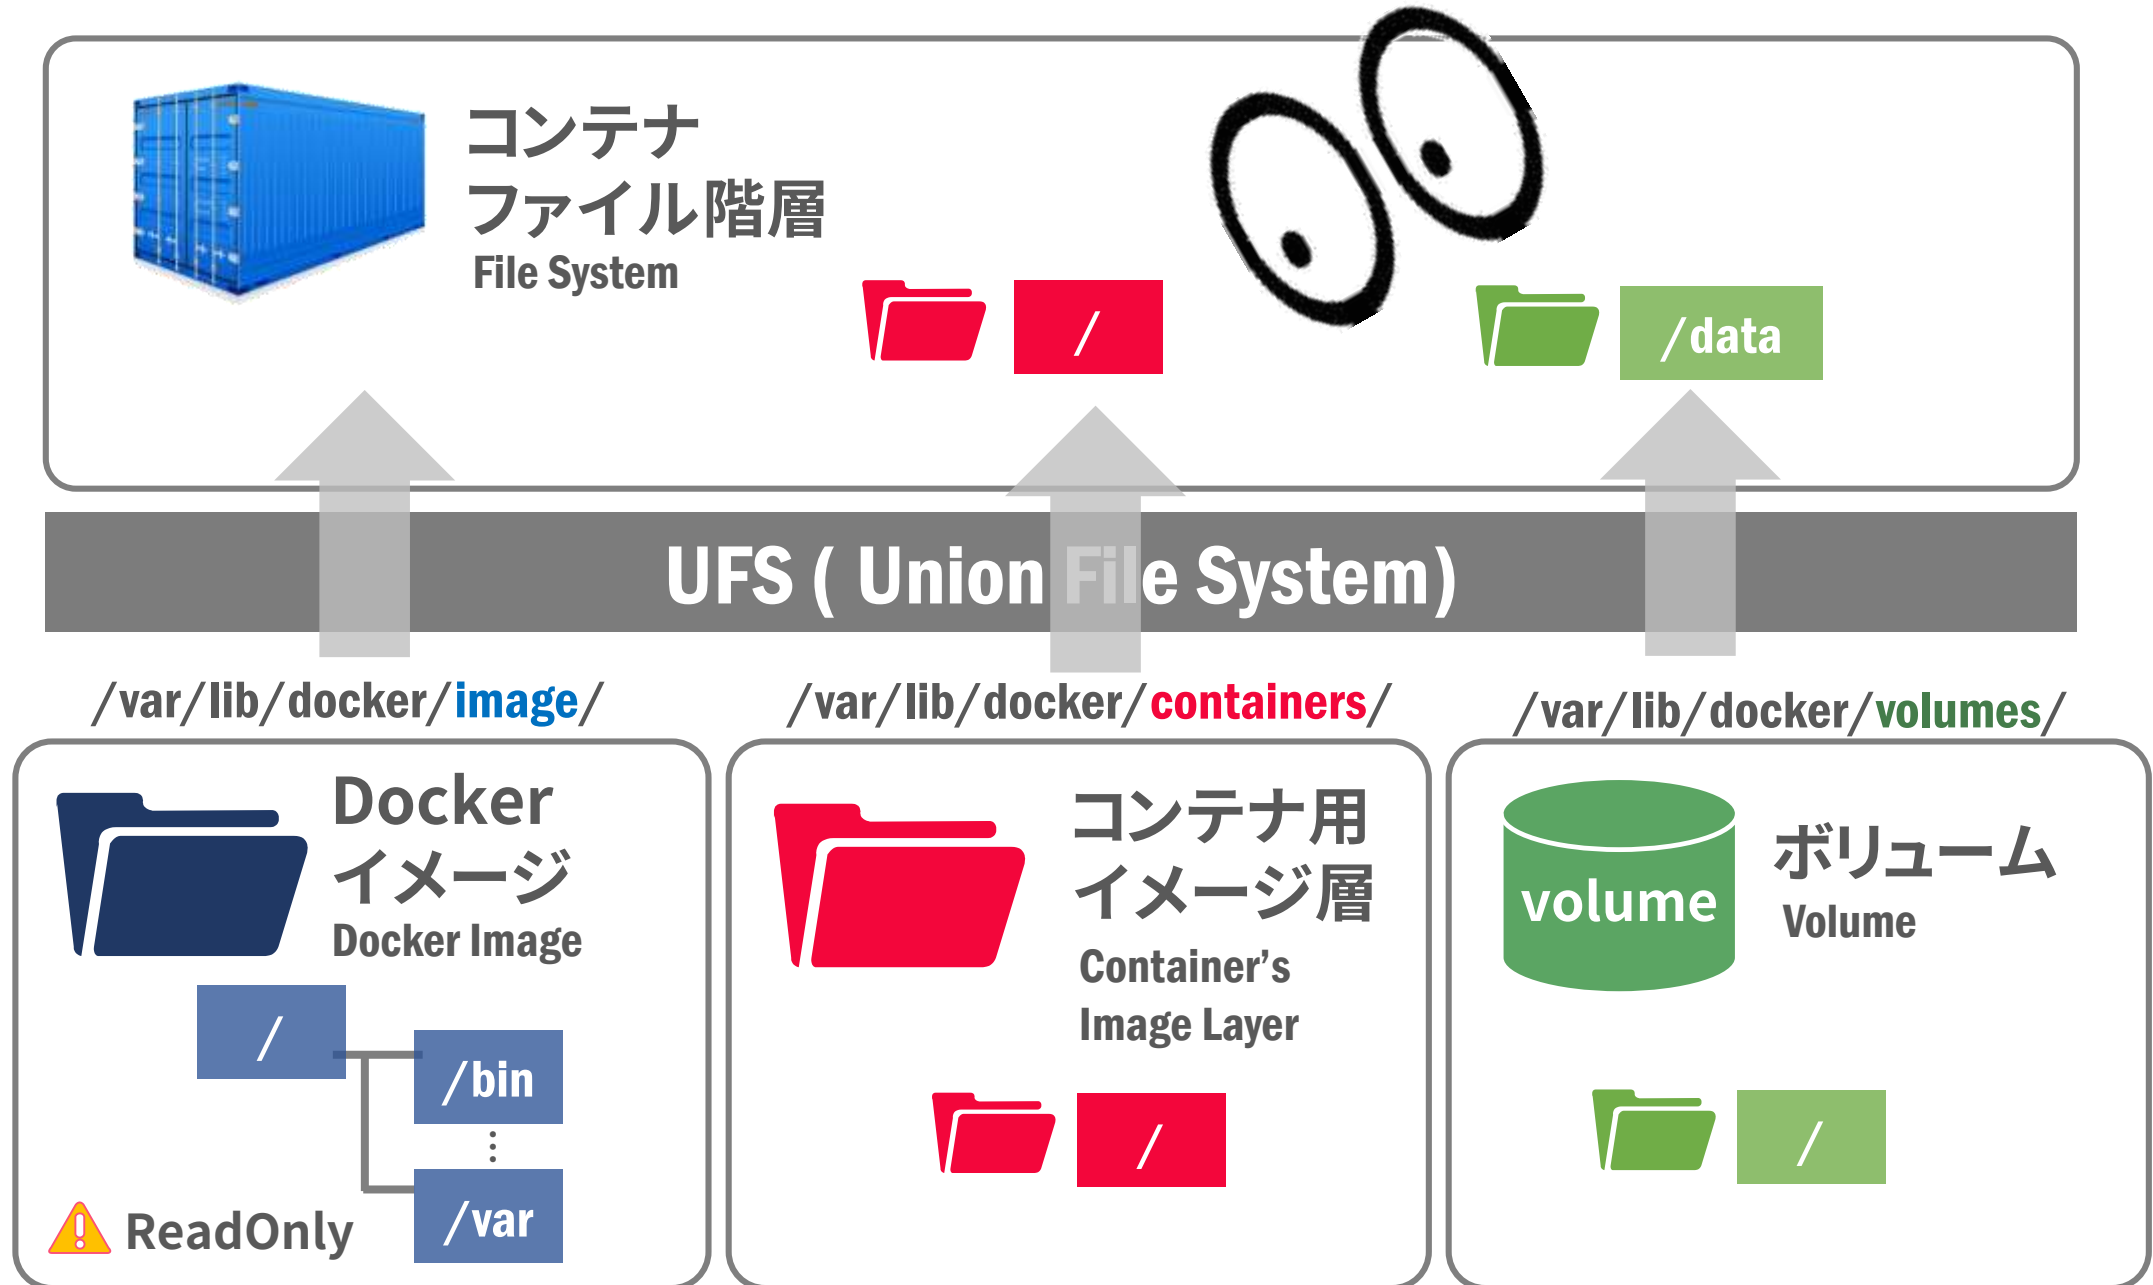 コンテナ
ファイル階層
File System
/
/data
UFS ( Union File System)
/var/lib/docker/image/
/var/lib/docker/containers/
/var/lib/docker/volumes/
Docker
イメージ
Docker Image
/
/bin
⋮
/var
ReadOnly
コンテナ用
イメージ層
Container’s
Image Layer
/
volume
ボリューム
Volume
/